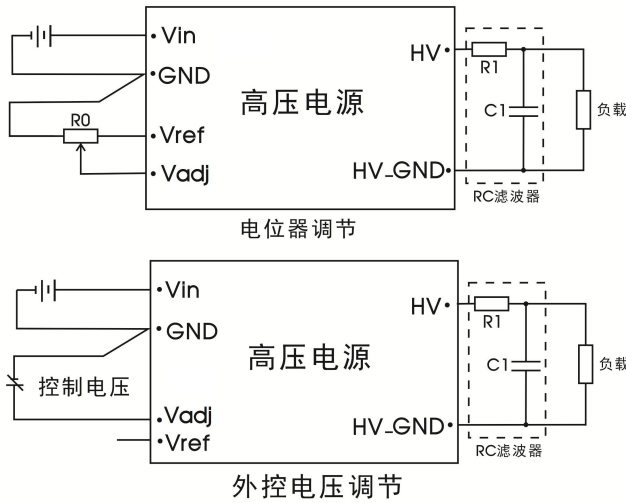 Vin
GND
R0
Vref
Vadj
高压电源
HV
HV_GND
R1
C1
负载
RC滤波器
电位器调节
Vin
GND
控制电压
Vadj
Vref
高压电源
HV
HV_GND
R1
C1
负载
RC滤波器
外控电压调节